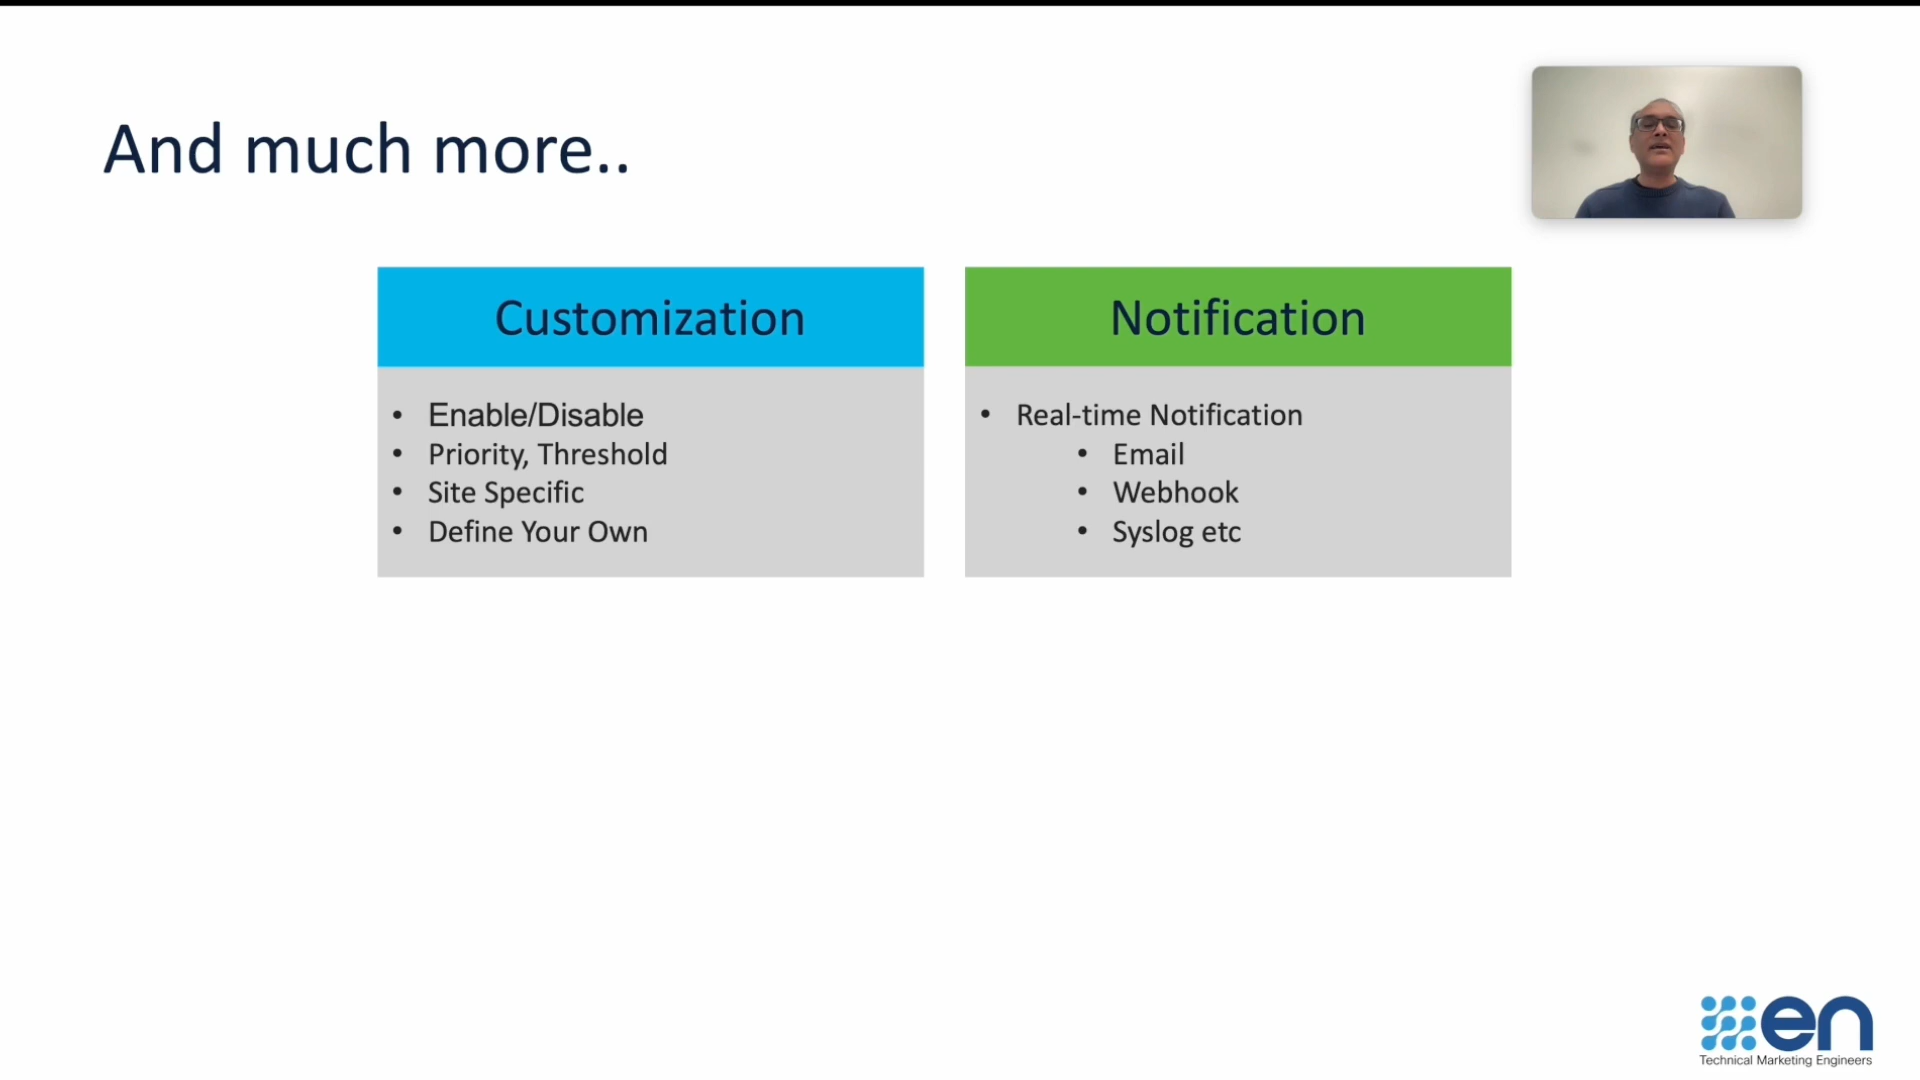 And much more..
Customization
• Enable/Disable
• Priority, Threshold
• Site Specific
• Define Your Own
Notification
• Real-time Notification
• Email
• Webhook
• Syslog etc
en
Technical Marketing Engineers